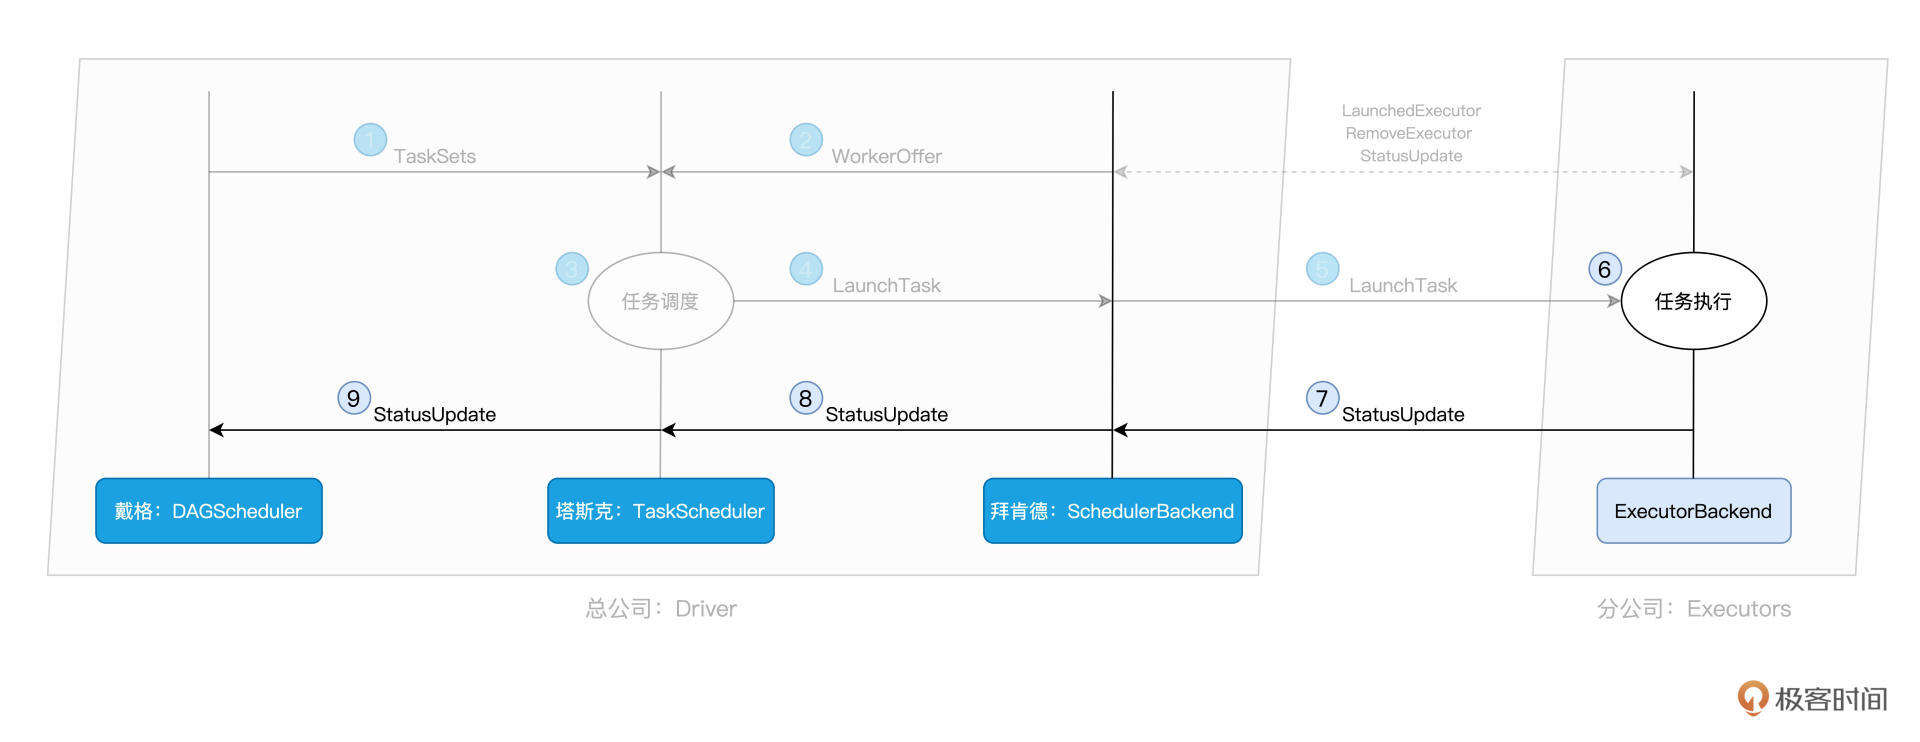 LaunchedExecutor
RemoveExecutor
StatusUpdate
1 TaskSets
2 WorkerOffer
3 任务调度
4 LaunchTask
5 LaunchTask
6 任务执行
9 StatusUpdate
8 StatusUpdate
7 StatusUpdate
戴格：DAGScheduler
塔斯克：TaskScheduler
拜肯德：SchedulerBackend
ExecutorBackend
总公司：Driver
分公司：Executors
极客时间